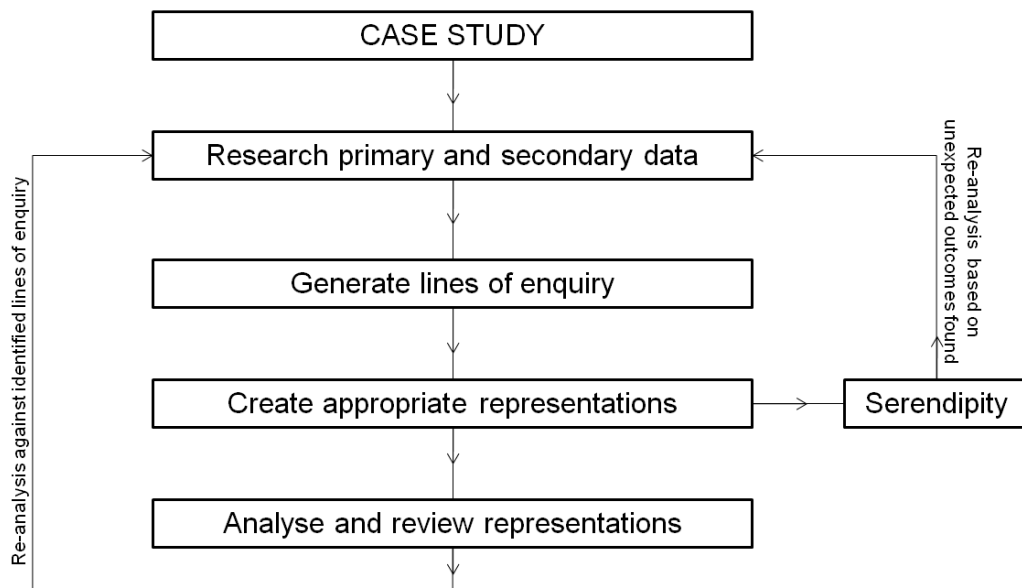 CASE STUDY
Research primary and secondary data
Generate lines of enquiry
Create appropriate representations
Serendipity
Analyse and review representations
Re-analysis against identified lines of enquiry
Re-analysis based on
unexpected outcomes found